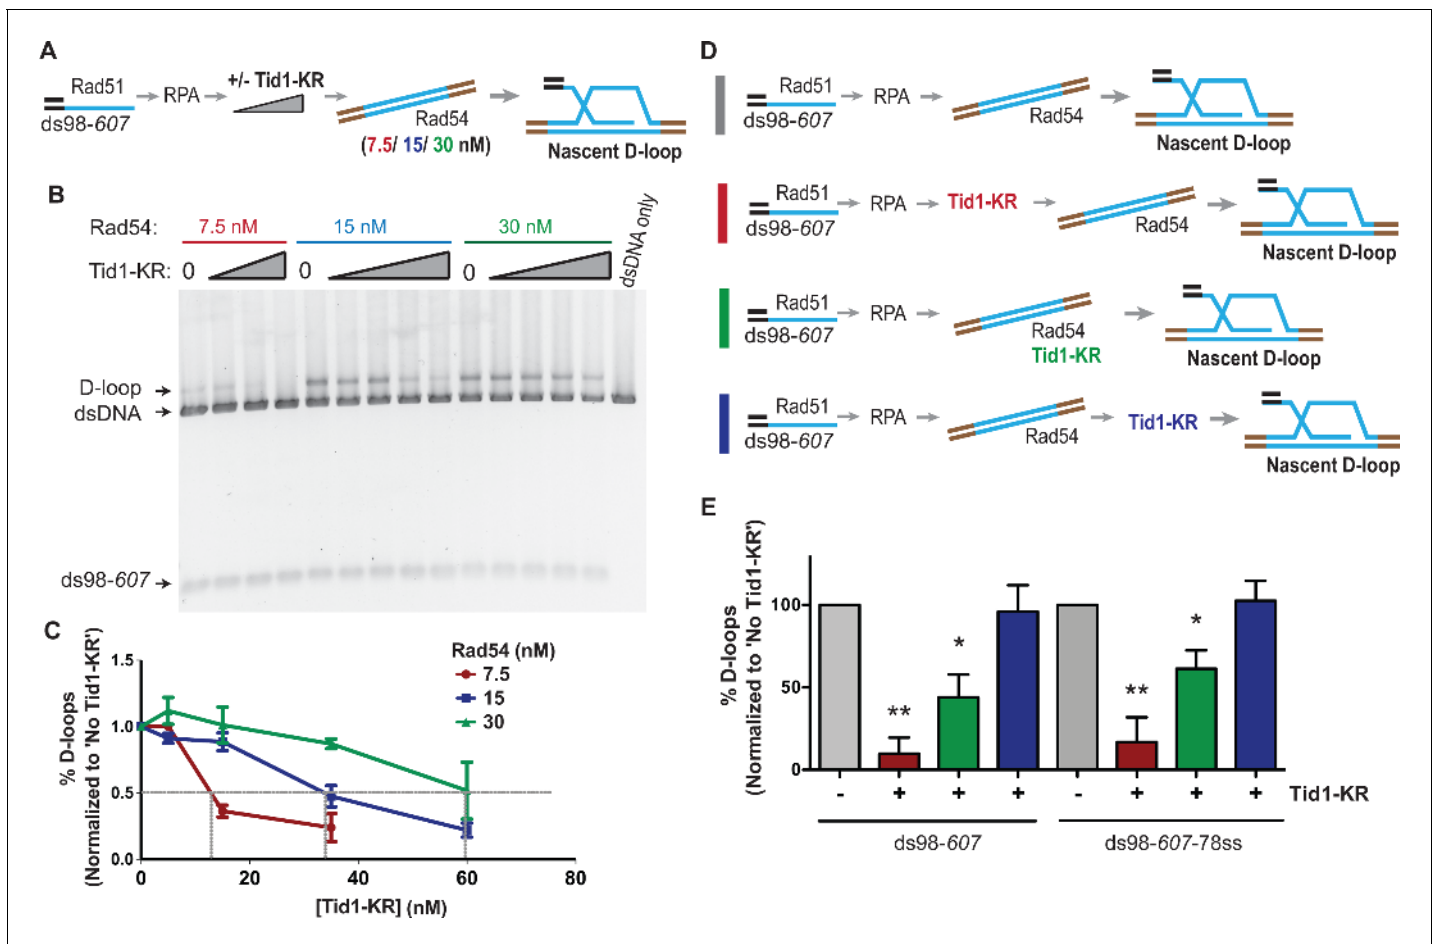 A
Rad51
ds98-607
RPA
+/- Tid1-KR
Rad54
(7.5/ 15/ 30 nM)
Nascent D-loop
B
Rad54:
7.5 nM
15 nM
30 nM
dsDNA only
Tid1-KR:
0
0
0
D-loop
dsDNA
ds98-607
C
% D-loops
(Normalized to 'No Tid1-KR')
1.5
1.0
0.5
0.0
0
20
40
60
80
[Tid1-KR] (nM)
Rad54 (nM)
7.5
15
30
D
Rad51
ds98-607
RPA
Rad54
Nascent D-loop
Rad51
ds98-607
RPA
Tid1-KR
Rad54
Nascent D-loop
Rad51
ds98-607
RPA
Rad54
Tid1-KR
Nascent D-loop
Rad51
ds98-607
RPA
Rad54
Tid1-KR
Nascent D-loop
E
% D-loops
(Normalized to 'No Tid1-KR')
100
50
0
**
*
**
*
- + + + - + + + Tid1-KR
ds98-607
ds98-607-78ss